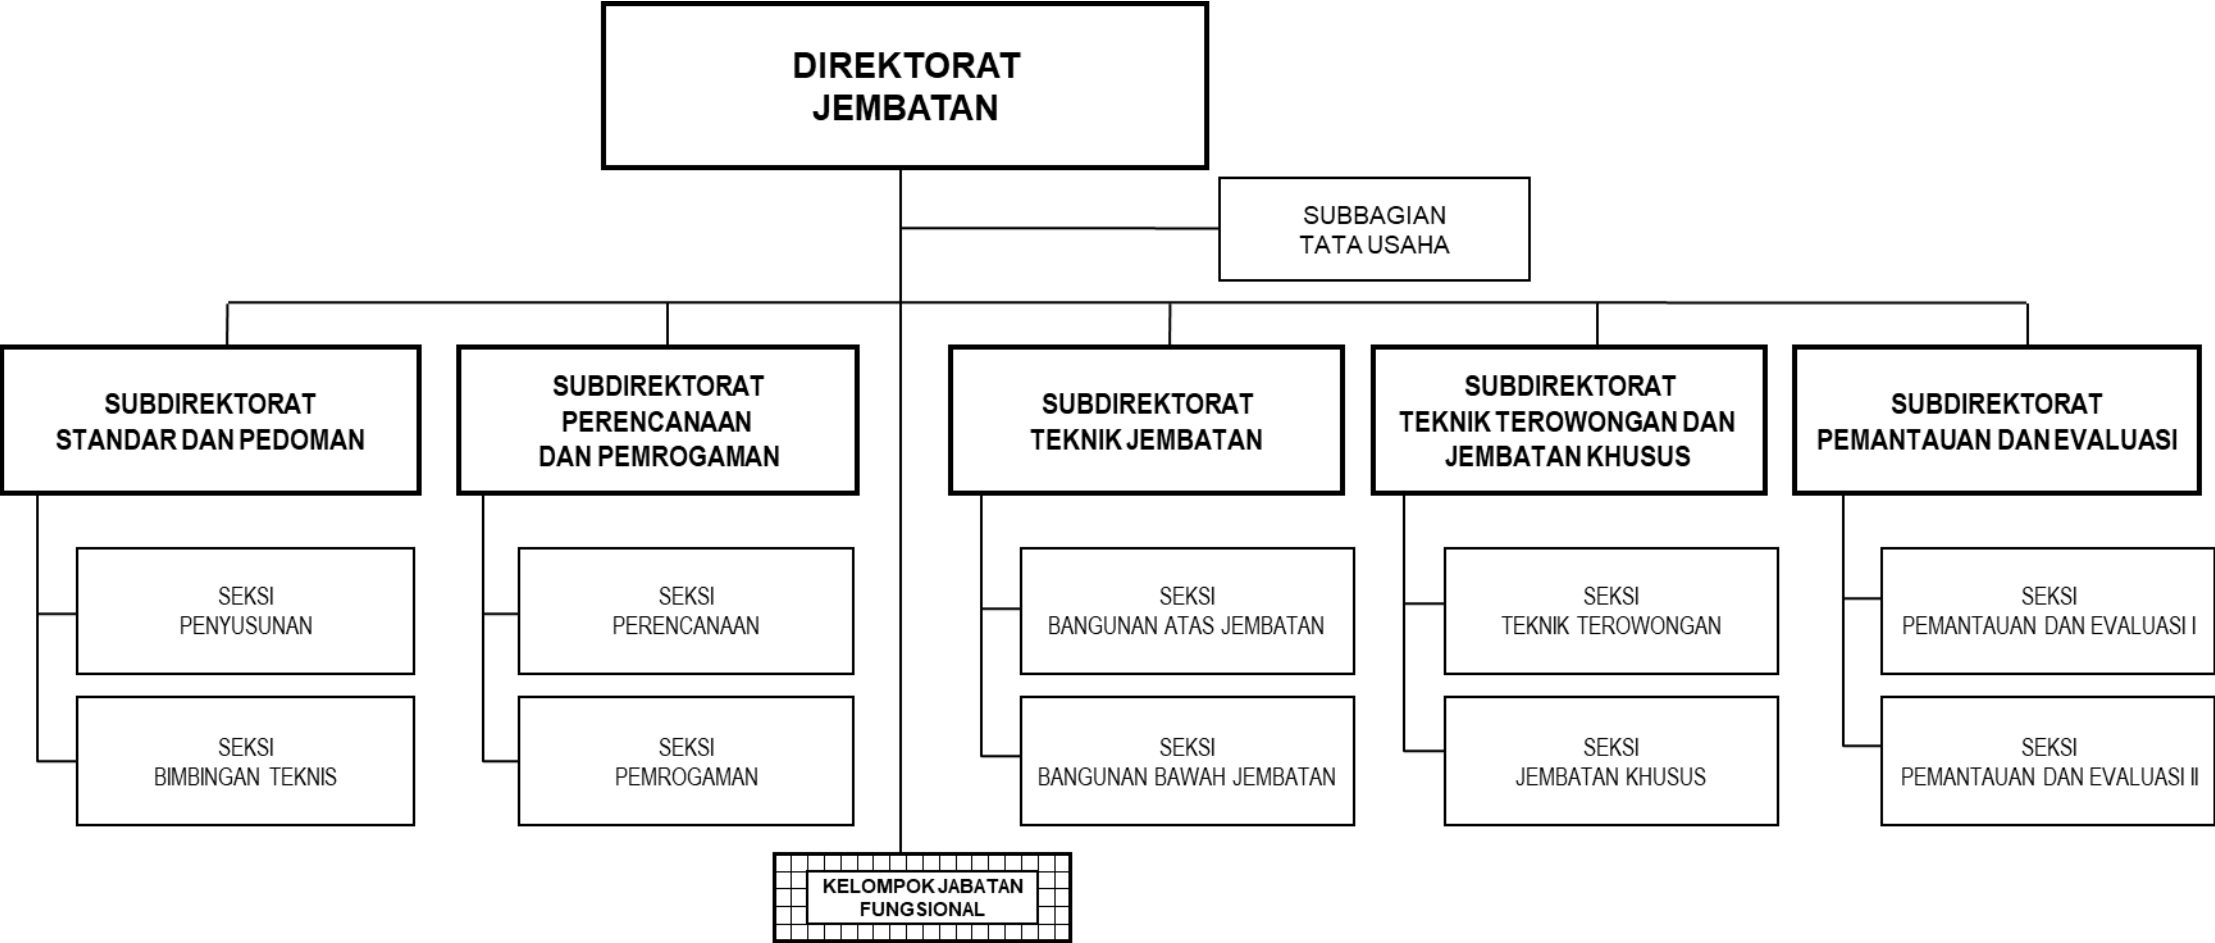 DIREKTORAT
JEMBATAN
SUBBAGIAN
TATA USAHA
SUBDIREKTORAT
STANDAR DAN PEDOMAN
SUBDIREKTORAT
PERENCANAAN
DAN PEMROGAMAN
SUBDIREKTORAT
TEKNIK JEMBATAN
SUBDIREKTORAT
TEKNIK TEROWONGAN DAN
JEMBATAN KHUSUS
SUBDIREKTORAT
PEMANTAUAN DAN EVALUASI
SEKSI
PENYUSUNAN
SEKSI
PERENCANAAN
SEKSI
BANGUNAN ATAS JEMBATAN
SEKSI
TEKNIK TEROWONGAN
SEKSI
PEMANTAUAN DAN EVALUASI I
SEKSI
BIMBINGAN TEKNIS
SEKSI
PEMROGAMAN
SEKSI
BANGUNAN BAWAH JEMBATAN
SEKSI
JEMBATAN KHUSUS
SEKSI
PEMANTAUAN DAN EVALUASI II
KELOMPOK JABATAN
FUNGSIONAL